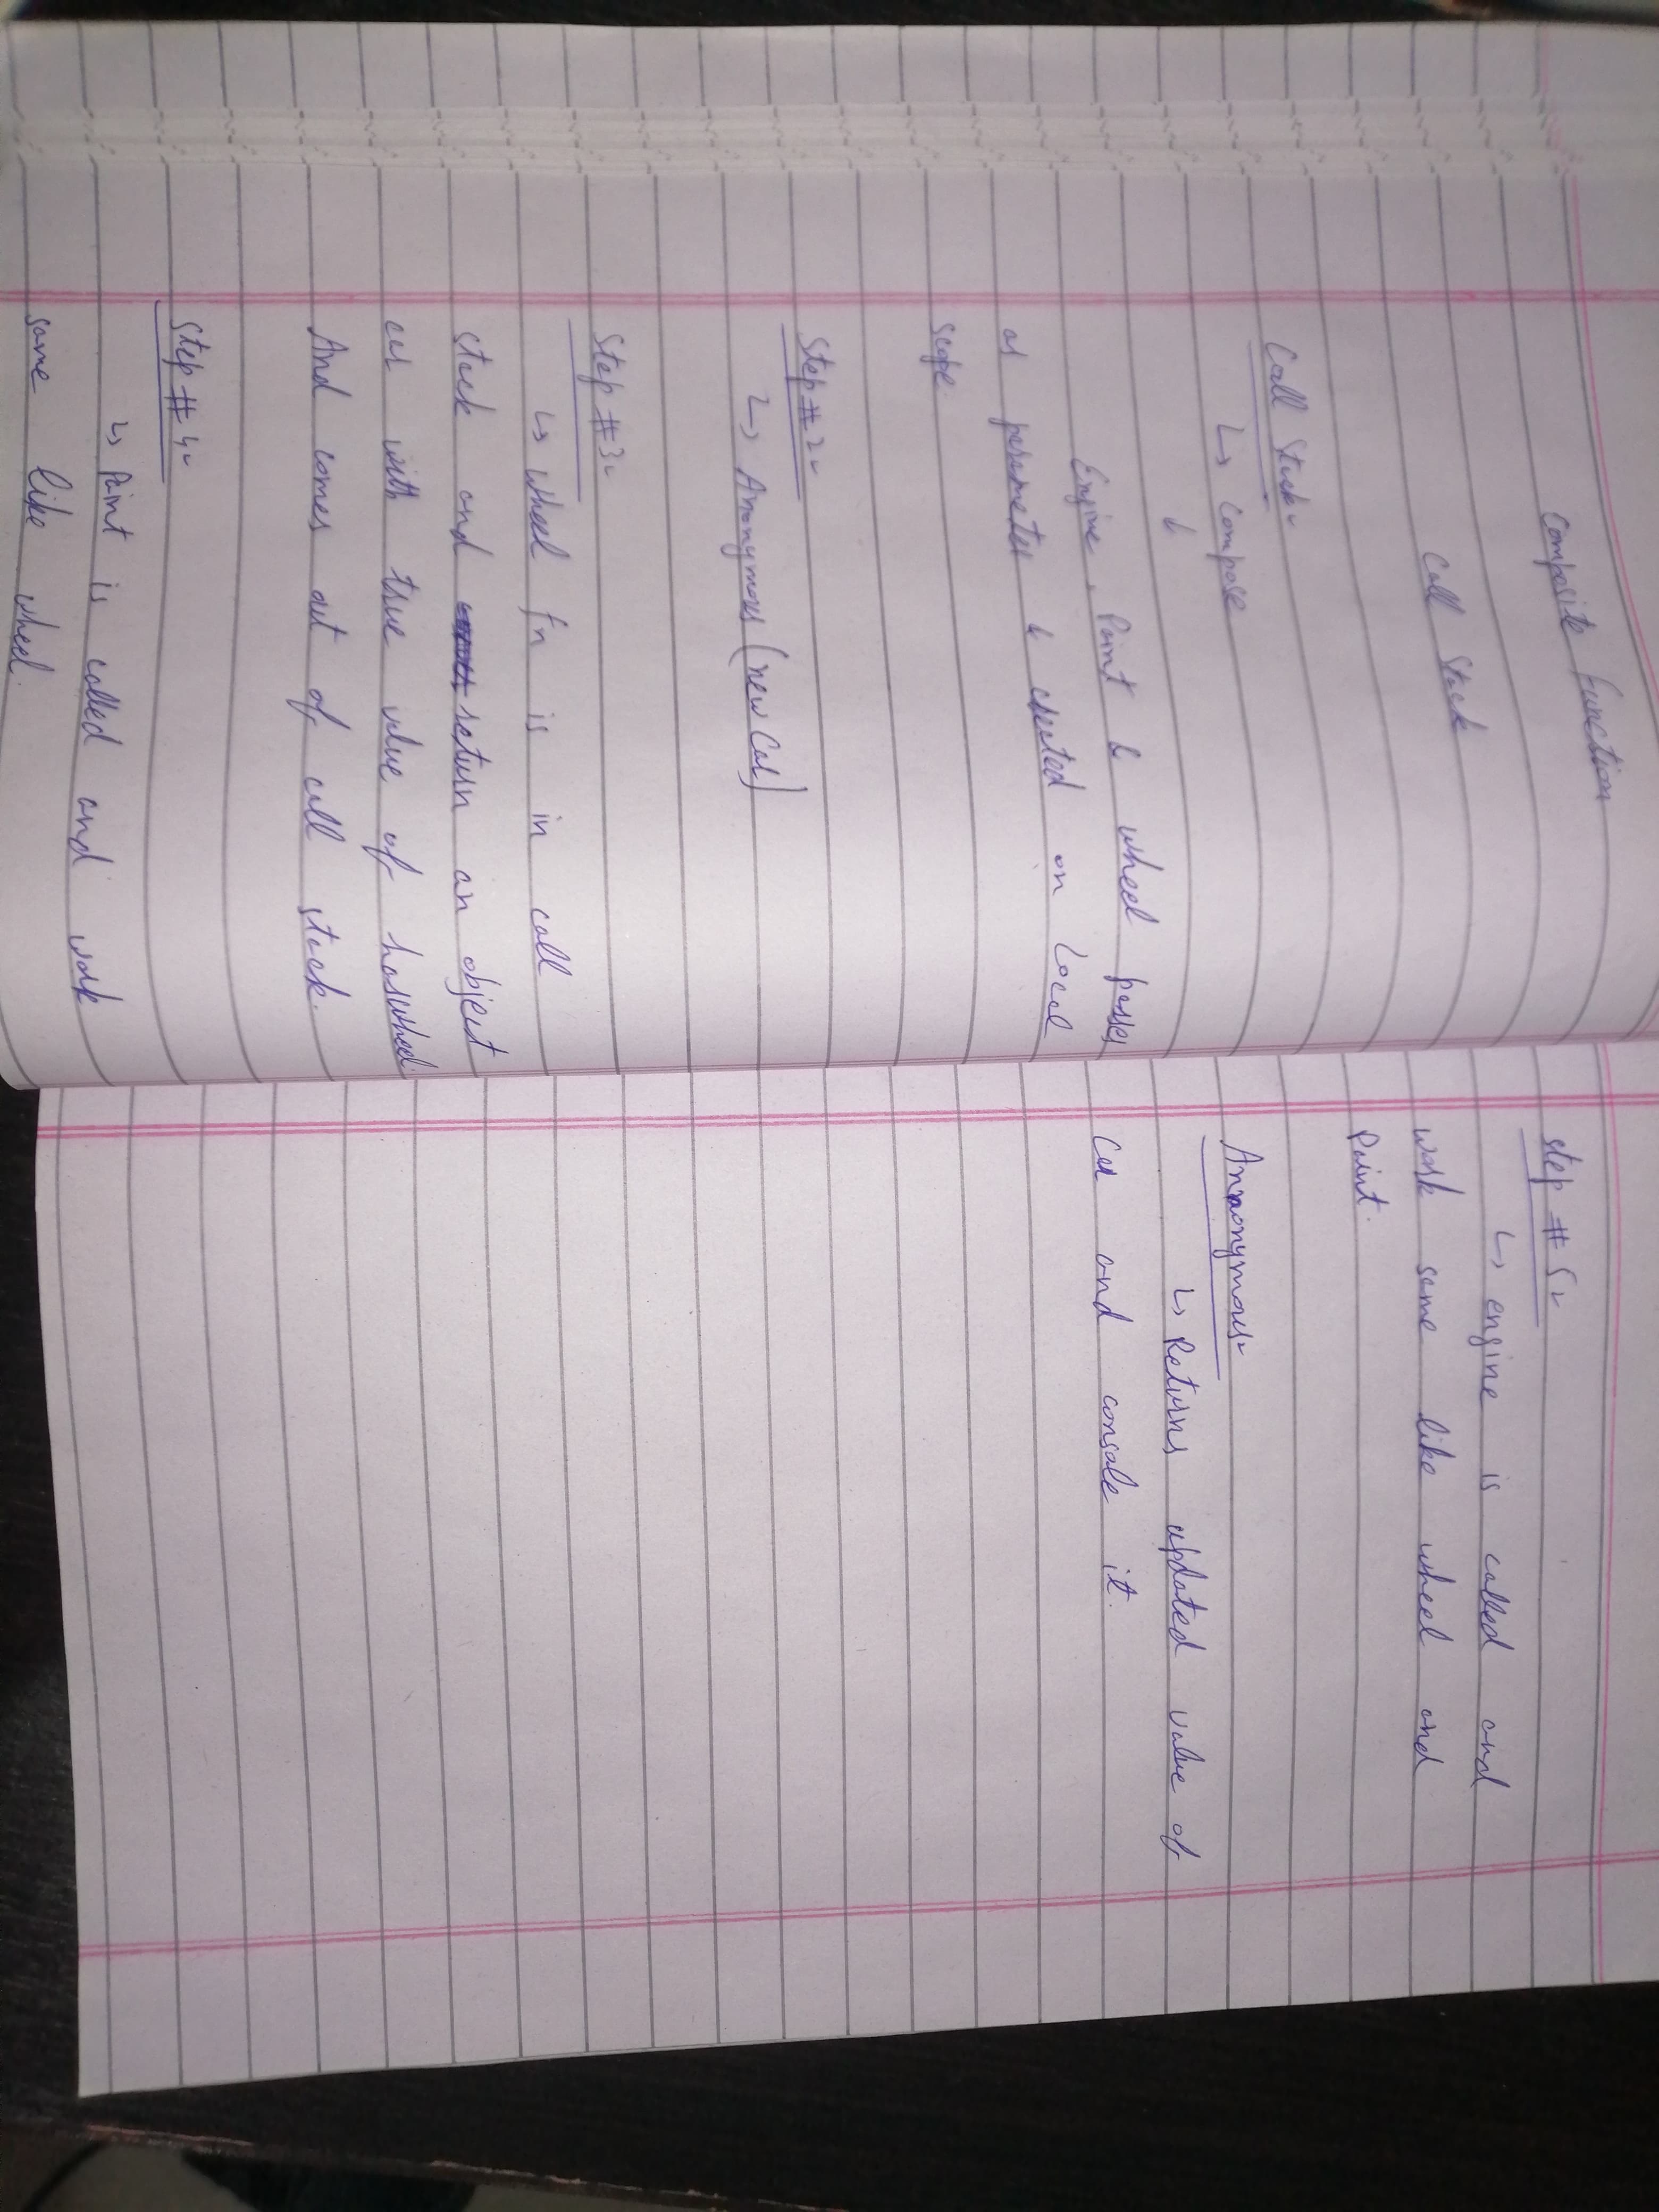 Composite function
Call Stack
Call Stack:-
↳ Compose
↓
Engine, Paint & wheel passes
as parameter & created on Local
scope.
Step # 2:-
↳ Anonymous (new Car)
Step # 3:-
↳ wheel fn is in call
stack and return an object
car with true value of haswheel.
And comes out of call stack.
Step # 4:-
↳ Paint is called and work
same like wheel.
Step # 5:-
↳ engine is called and
work same like wheel and
Paint.
Annonymous:-
↳ Returns updated value of
Car and console it.